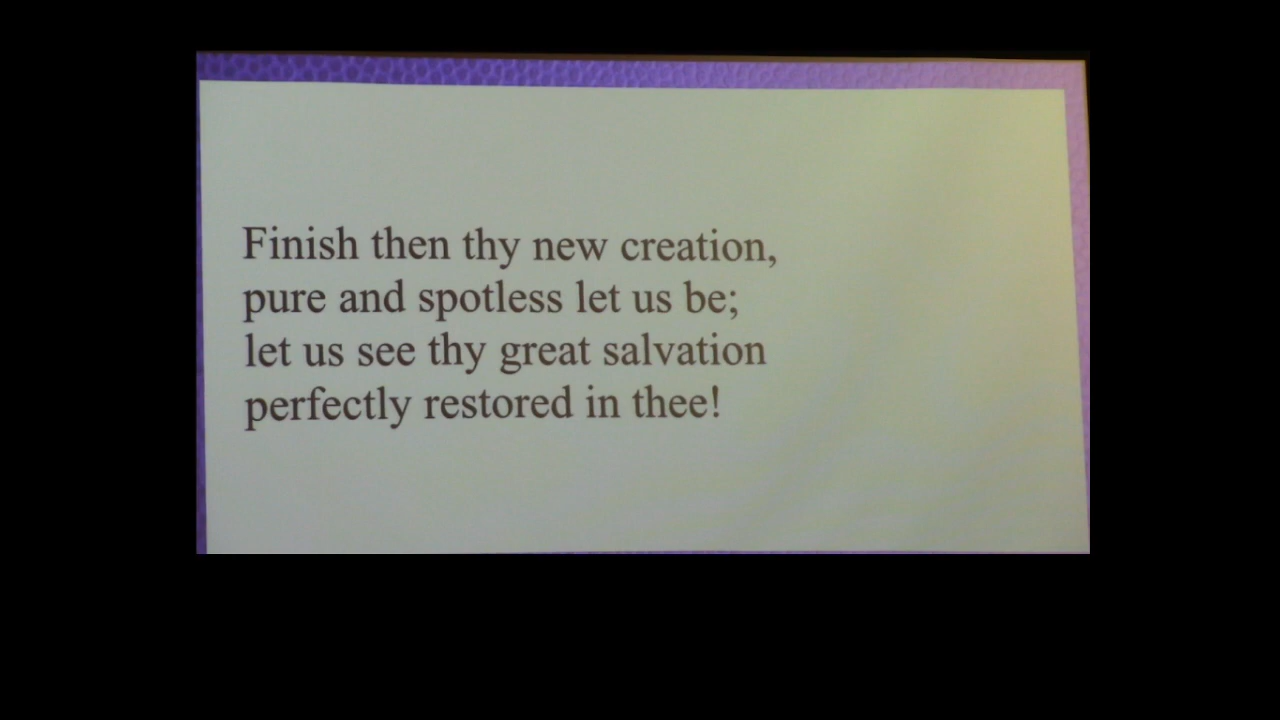 Finish then thy new creation,
pure and spotless let us be;
let us see thy great salvation
perfectly restored in thee!